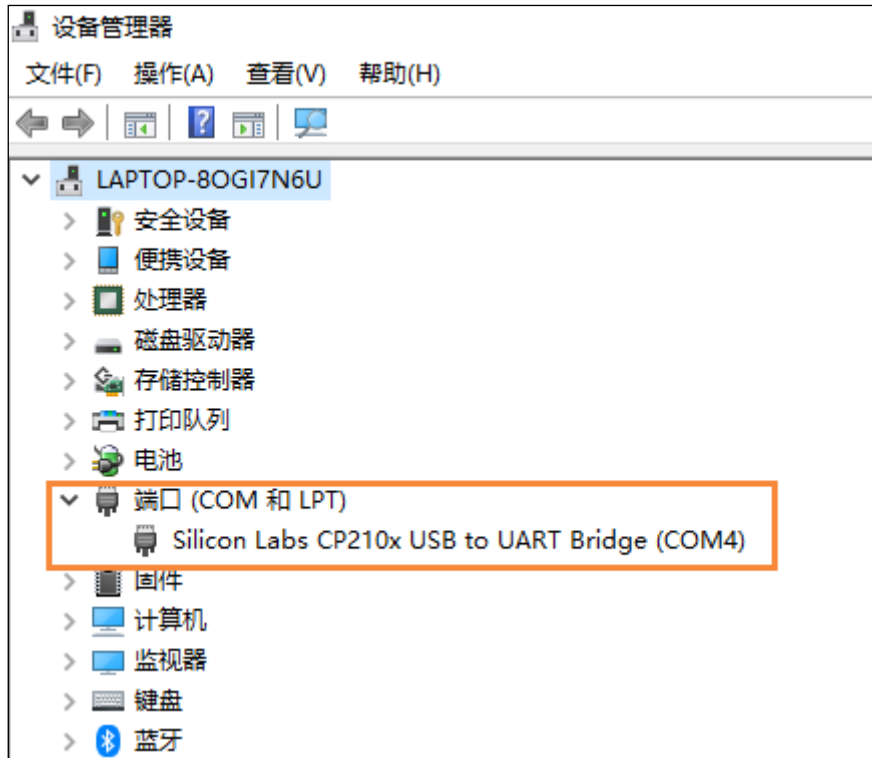 设备管理器
文件(F) 操作(A) 查看(V) 帮助(H)
LAPTOP-8OGI7N6U
安全设备
便携设备
处理器
磁盘驱动器
存储控制器
打印队列
电池
端口 (COM 和 LPT)
Silicon Labs CP210x USB to UART Bridge (COM4)
固件
计算机
监视器
键盘
蓝牙